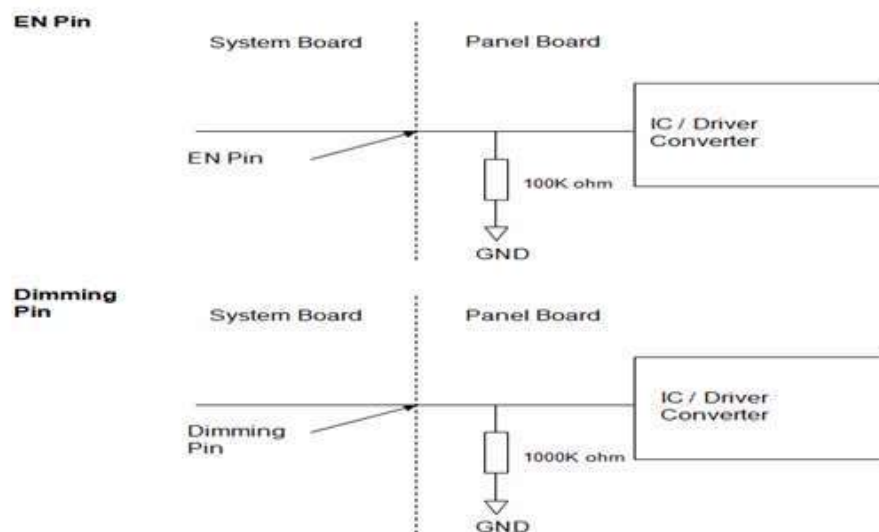 EN Pin
System Board
Panel Board
IC / Driver
Converter
EN Pin
100K ohm
GND
Dimming
Pin
System Board
Panel Board
IC / Driver
Converter
Dimming
Pin
1000K ohm
GND